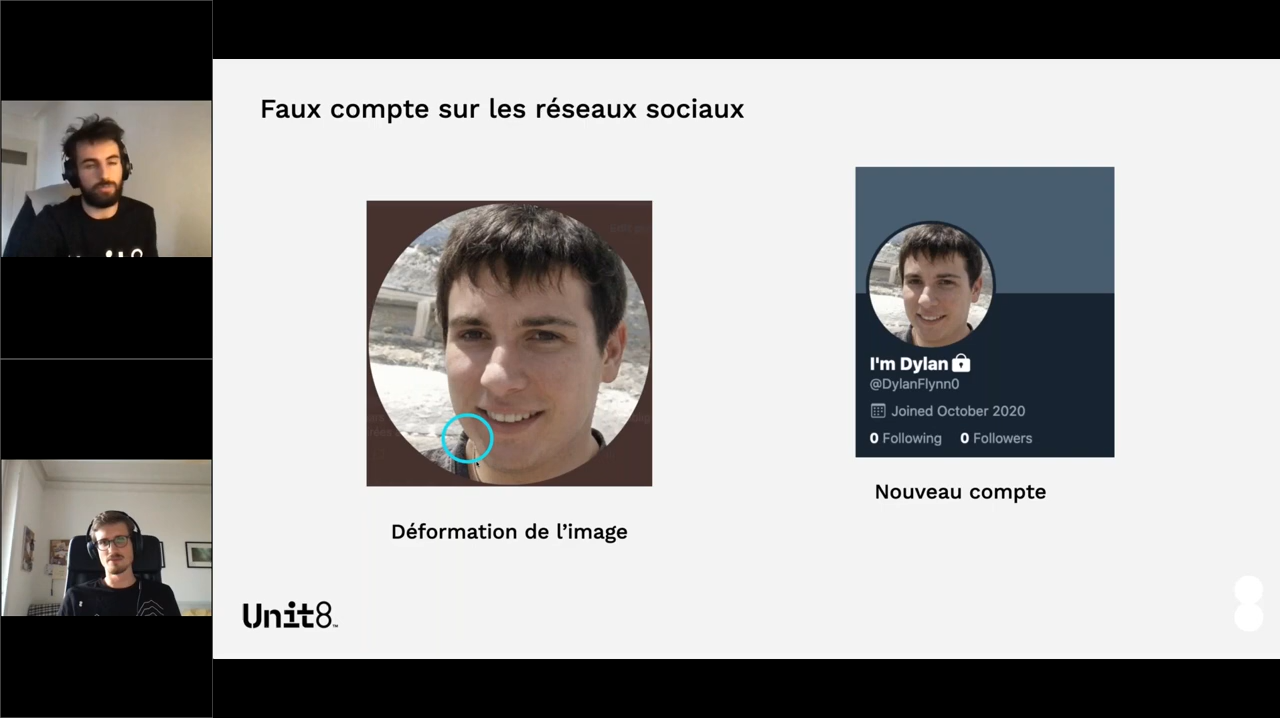 Faux compte sur les réseaux sociaux
I'm Dylan
@DylanFlynn0
Joined October 2020
0 Following 0 Followers
Déformation de l'image
Nouveau compte
Unit8